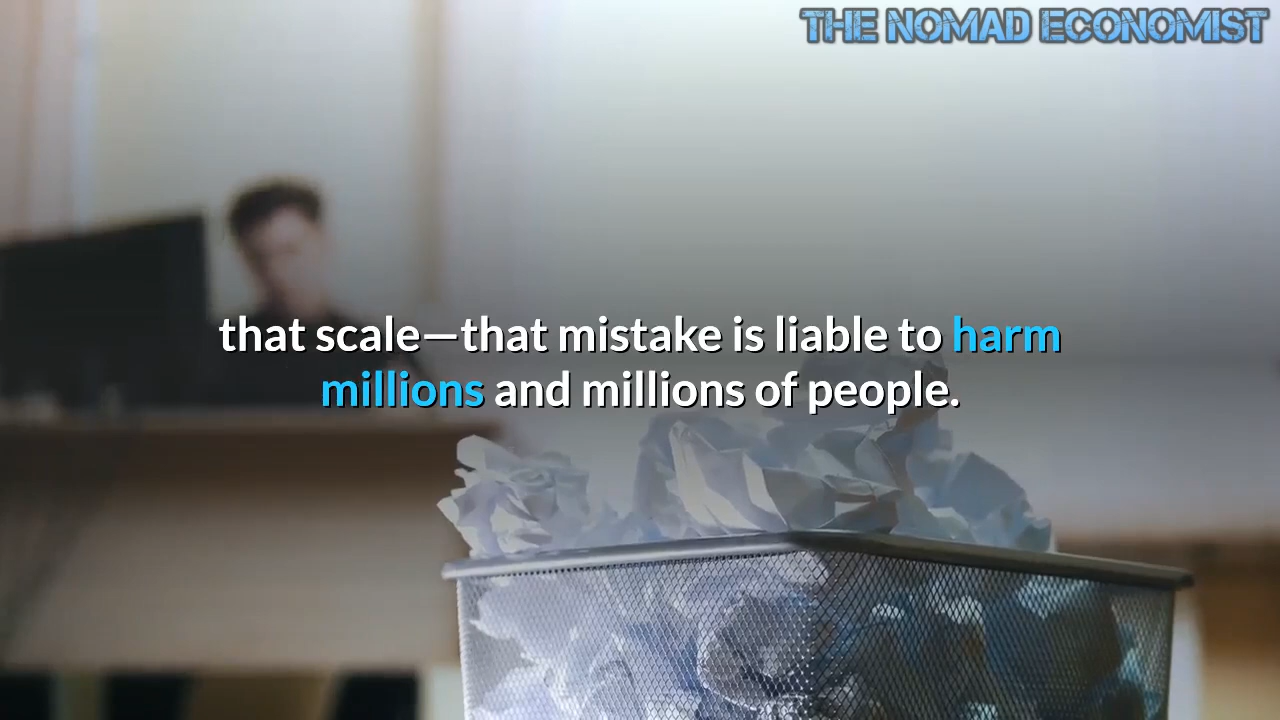 THE NOMAD ECONOMIST
that scale—that mistake is liable to harm
millions and millions of people.